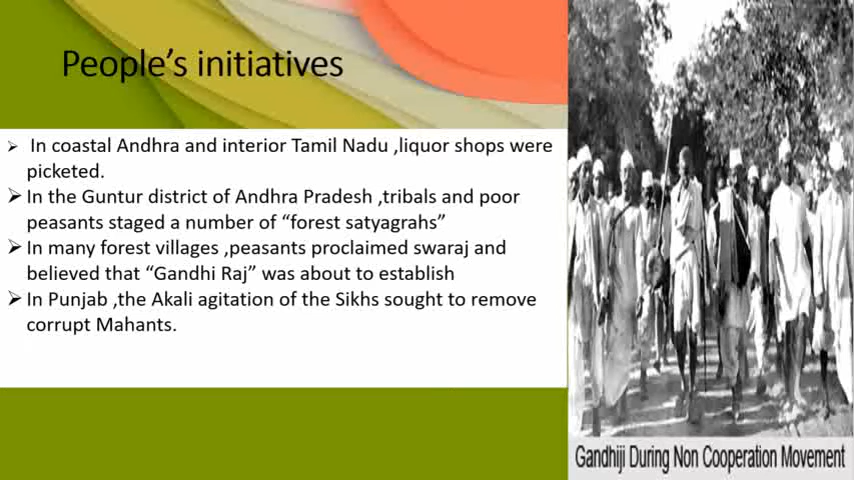 People’s initiatives
➢ In coastal Andhra and interior Tamil Nadu ,liquor shops were
picketed.
➢ In the Guntur district of Andhra Pradesh ,tribals and poor
peasants staged a number of “forest satyagrahs”
➢ In many forest villages ,peasants proclaimed swaraj and
believed that “Gandhi Raj” was about to establish
➢ In Punjab ,the Akali agitation of the Sikhs sought to remove
corrupt Mahants.
Gandhiji During Non Cooperation Movement